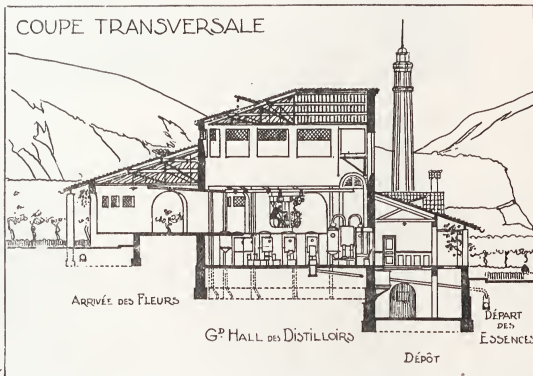 COUPE TRANSVERSALE
ARRIVÉE DES FLEURS
GD HALL DES DISTILLOIRS
DÉPÔT
DÉPART
DES
ESSENCES